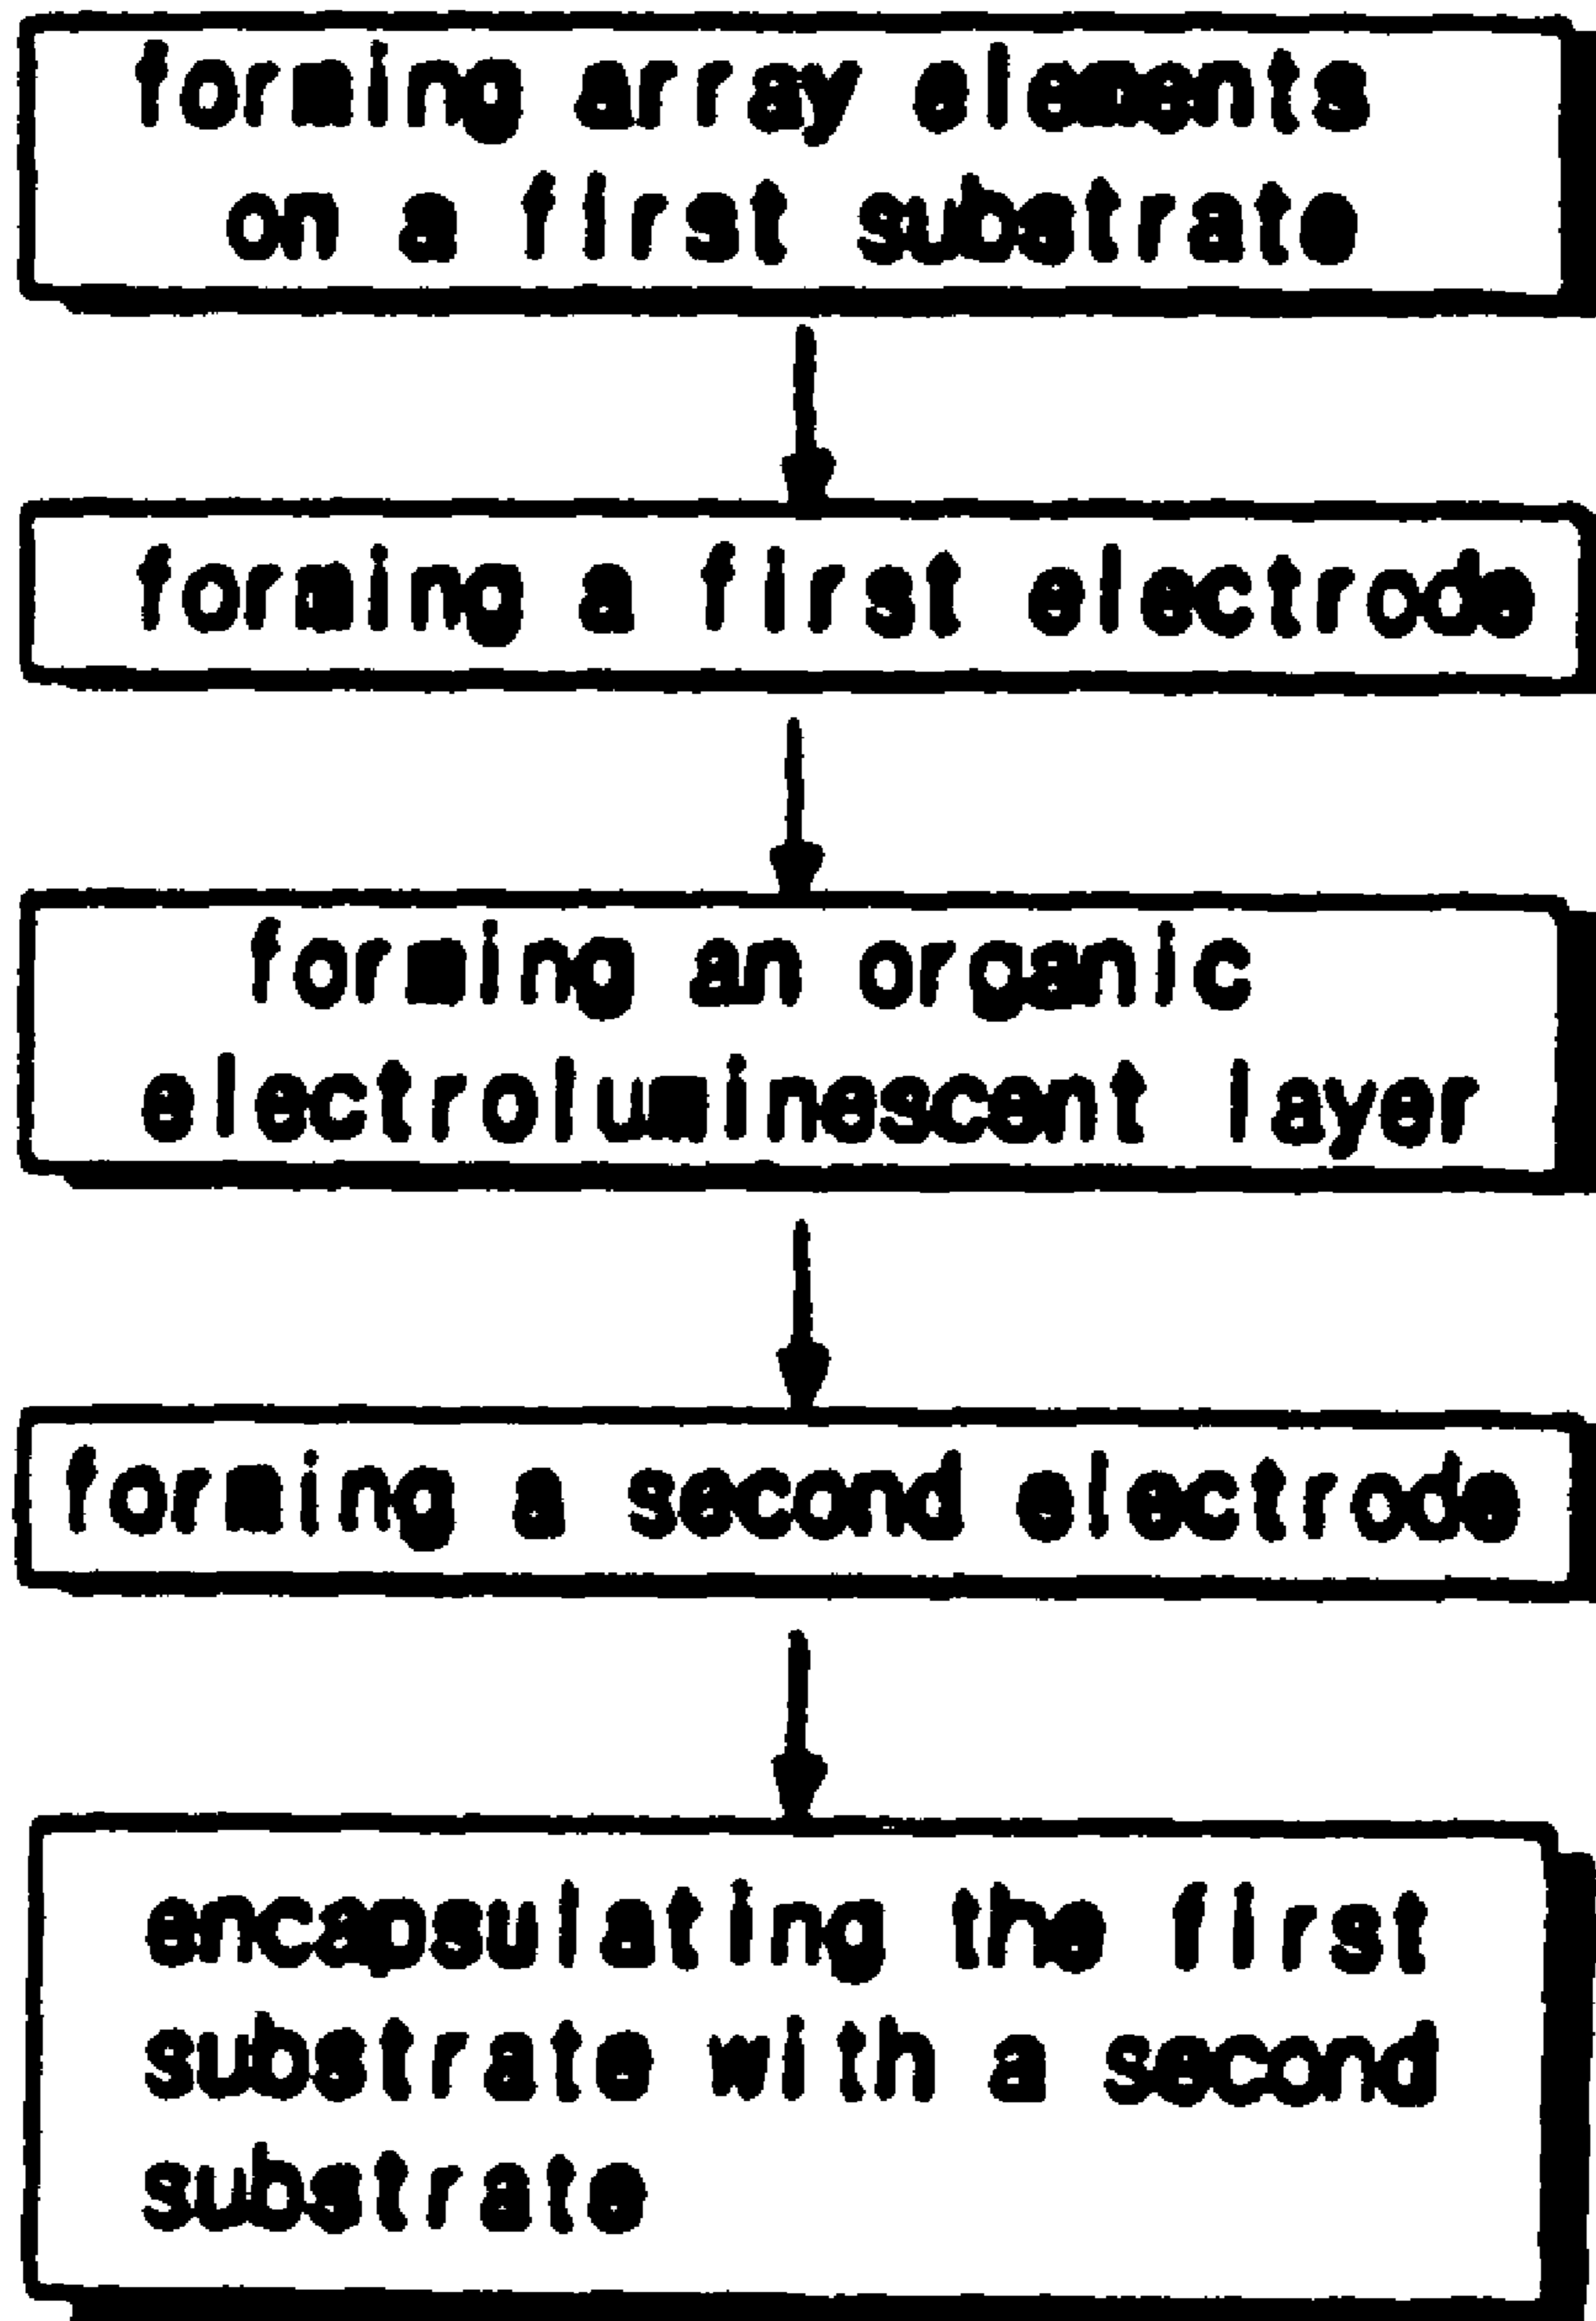 forming array elements
on a first substrate
forming a first electrode
forming an organic
electroluminescent layer
forming a second electrode
encapsulating the first
substrate with a second
substrate